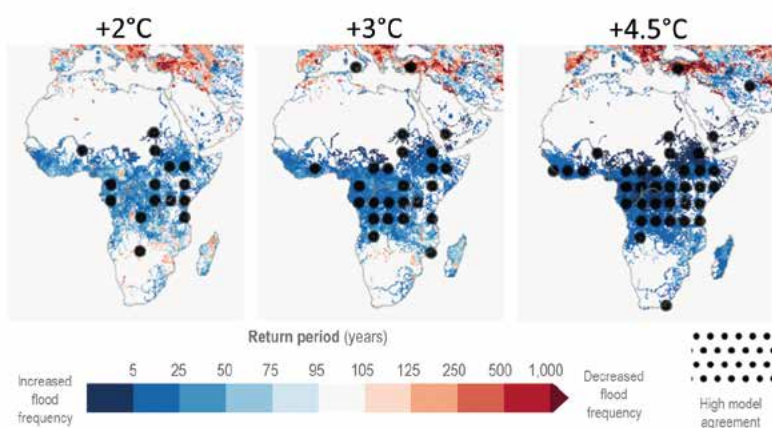 +2°C +3°C +4.5°C
Return period (years)
5 25 50 75 95 105 125 250 500 1,000
Increased
flood
frequency
Decreased
flood
frequency
High model
agreement